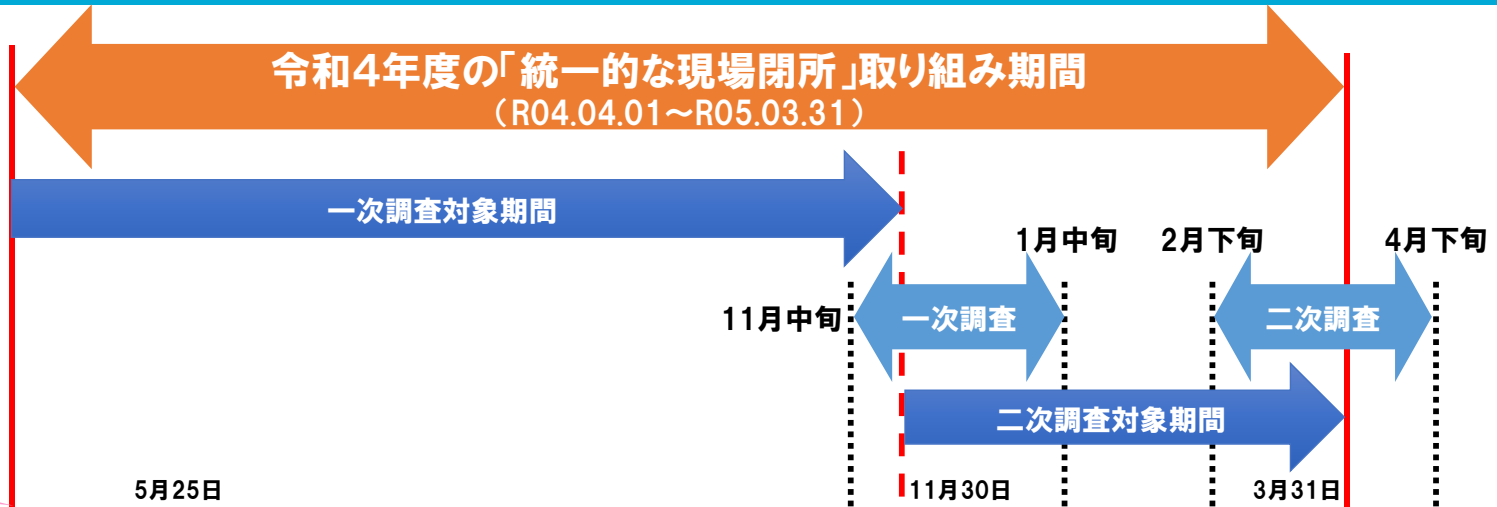 令和4年度の「統一的な現場閉所」取り組み期間
（R04.04.01～R05.03.31）
一次調査対象期間
1月中旬
2月下旬
4月下旬
11月中旬
一次調査
二次調査
二次調査対象期間
5月25日
11月30日
3月31日